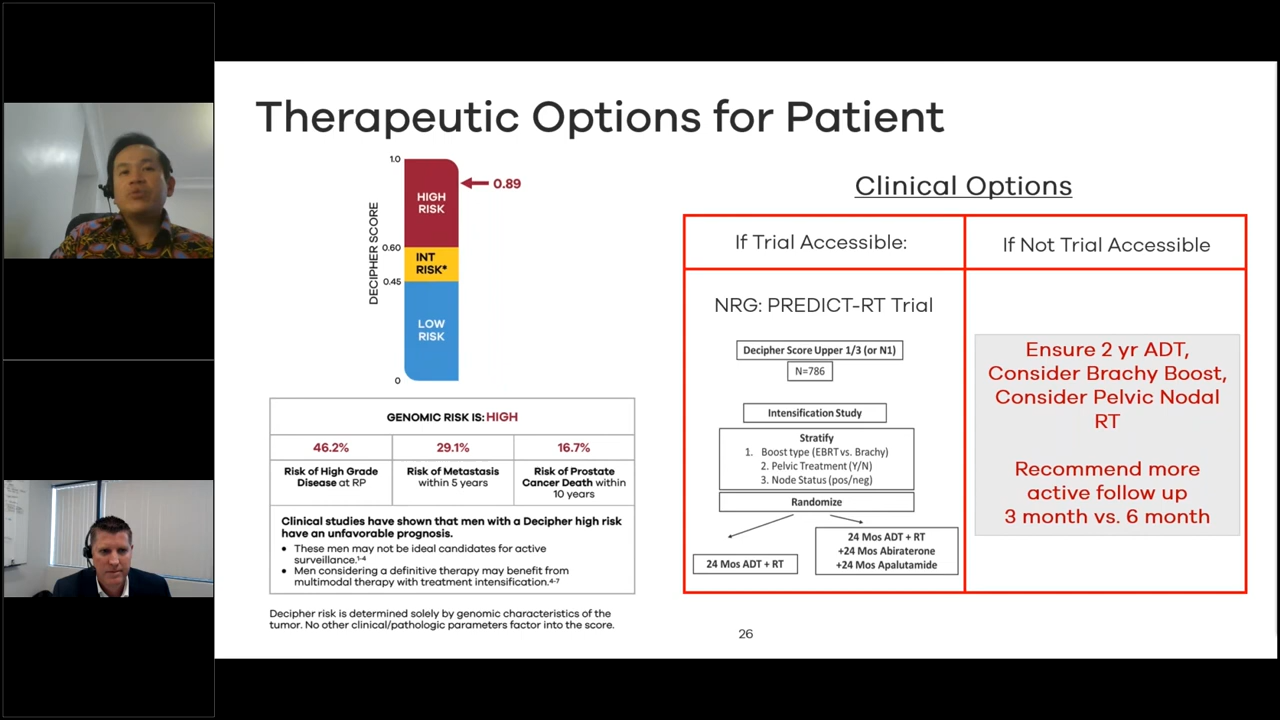 Therapeutic Options for Patient
DECIPHER SCORE
1.0
0.60
0.45
0
HIGH
RISK
INT
RISK*
LOW
RISK
0.89
GENOMIC RISK IS: HIGH
46.2%
Risk of High Grade
Disease at RP
29.1%
Risk of Metastasis
within 5 years
16.7%
Risk of Prostate
Cancer Death within
10 years
Clinical studies have shown that men with a Decipher high risk
have an unfavorable prognosis.
• These men may not be ideal candidates for active
surveillance.¹⁻⁴
• Men considering a definitive therapy may benefit from
multimodal therapy with treatment intensification.⁴⁻⁷
Decipher risk is determined solely by genomic characteristics of the
tumor. No other clinical/pathologic parameters factor into the score.
Clinical Options
If Trial Accessible:
NRG: PREDICT-RT Trial
Decipher Score Upper 1/3 (or N1)
N=786
Intensification Study
Stratify
1. Boost type (EBRT vs. Brachy)
2. Pelvic Treatment (Y/N)
3. Node Status (pos/neg)
Randomize
24 Mos ADT + RT
24 Mos ADT + RT
+24 Mos Abiraterone
+24 Mos Apalutamide
If Not Trial Accessible
Ensure 2 yr ADT,
Consider Brachy Boost,
Consider Pelvic Nodal
RT
Recommend more
active follow up
3 month vs. 6 month
26